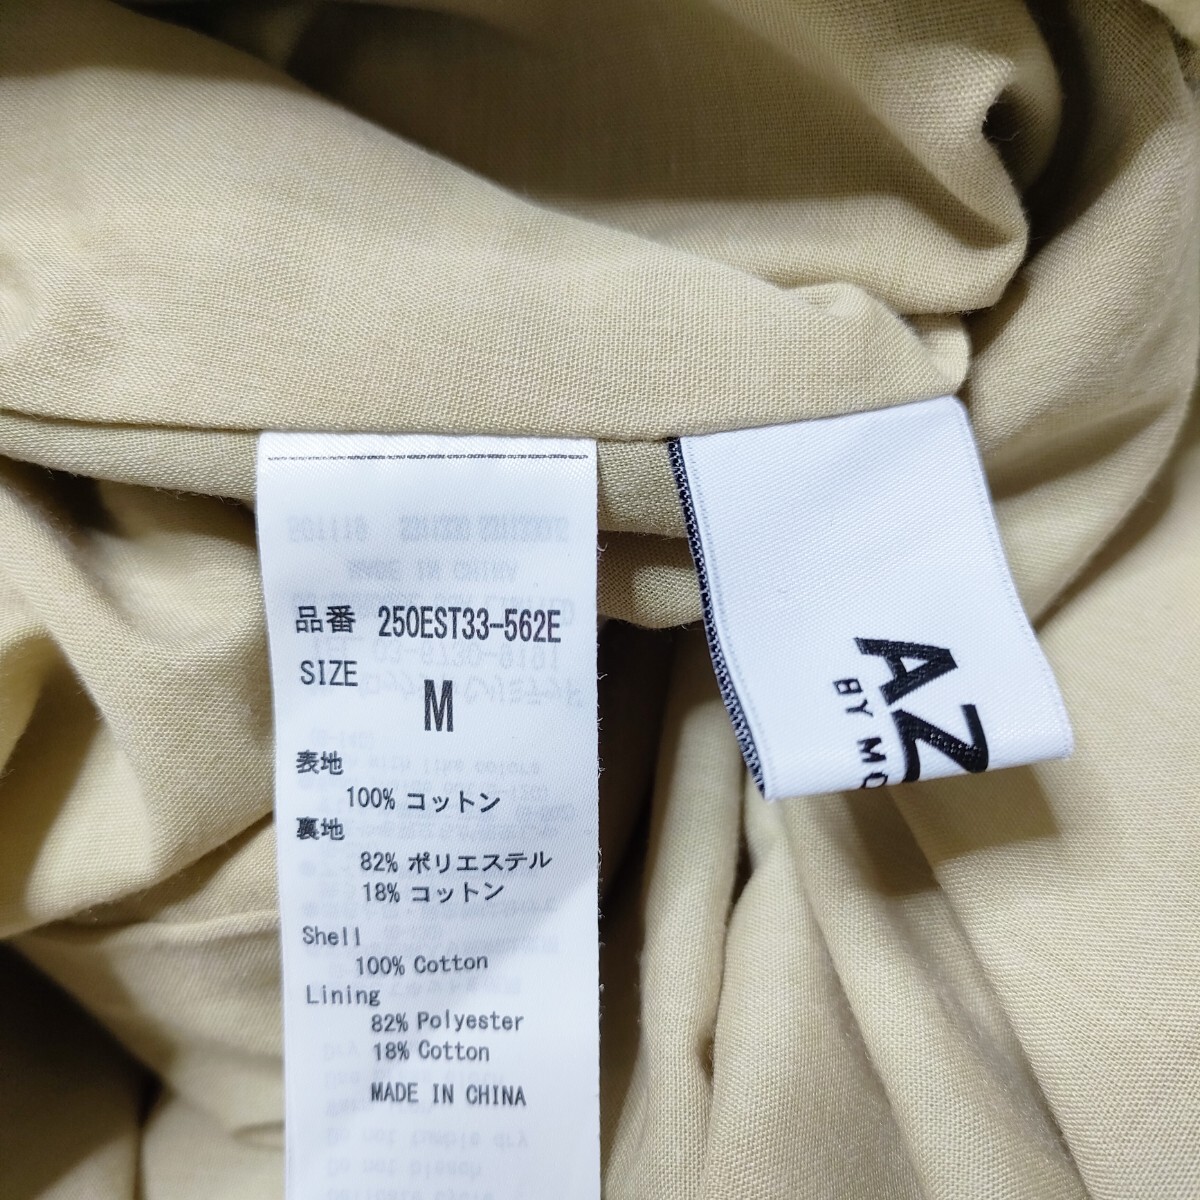 品番 250EST33-562E
SIZE
M
表地
100% コットン
裏地
82% ポリエステル
18% コットン
Shell
100% Cotton
Lining
82% Polyester
18% Cotton
MADE IN CHINA
AZ
BY MO